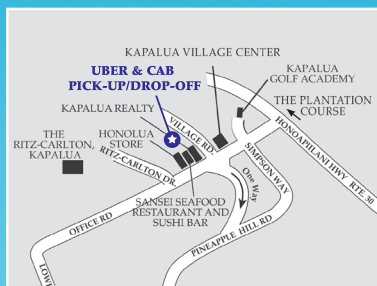 KAPALUA VILLAGE CENTER
UBER & CAB
PICK-UP/DROP-OFF
KAPALUA
GOLF ACADEMY
KAPALUA REALTY
THE PLANTATION
COURSE
VILLAGE RD.
HONOLUA
STORE
THE
RITZ-CARLTON,
KAPALUA
RITZ-CARLTON DR.
HONOAPIILANI HWY RTE. 30
SIMPSON WAY
One Way
SANSEI SEAFOOD
RESTAURANT AND
SUSHI BAR
OFFICE RD
PINEAPPLE HILL RD
LOWE